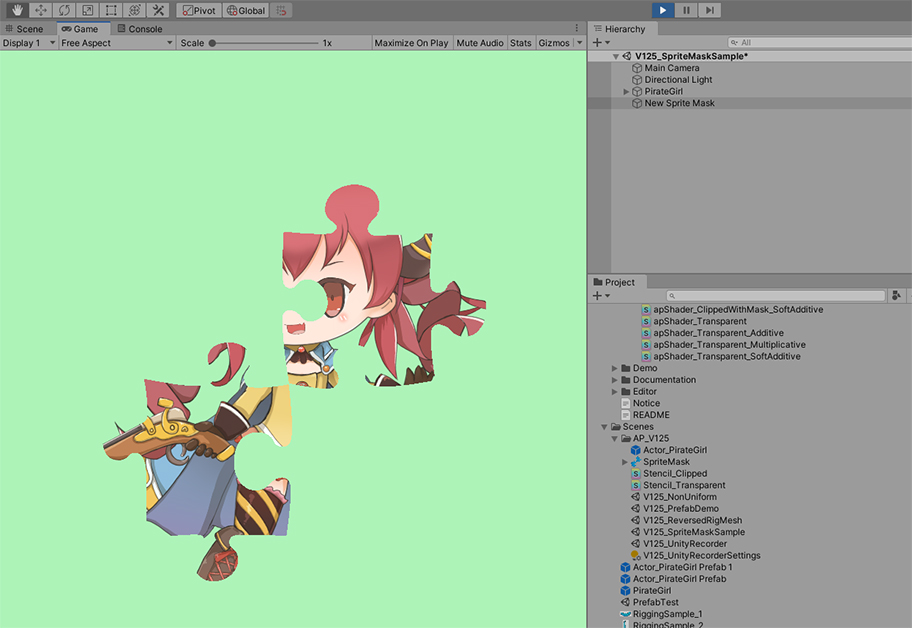 Pivot Global
Scene Game Console
Display 1 Free Aspect Scale 1x Maximize On Play Mute Audio Stats Gizmos
Hierarchy
All
V125_SpriteMaskSample*
Main Camera
Directional Light
PirateGirl
New Sprite Mask
Project
apShader_ClippedWithMask_SoftAdditive
apShader_Transparent
apShader_Transparent_Additive
apShader_Transparent_Multiplicative
apShader_Transparent_SoftAdditive
Demo
Documentation
Editor
Notice
README
Scenes
AP_V125
Actor_PirateGirl
SpriteMask
Stencil_Clipped
Stencil_Transparent
V125_NonUniform
V125_PrefabDemo
V125_ReversedRigMesh
V125_SpriteMaskSample
V125_UnityRecorder
V125_UnityRecorderSettings
Actor_PirateGirl Prefab 1
Actor_PirateGirl Prefab
PirateGirl
PrefabTest
RiggingSample_1
RiggingSample_2